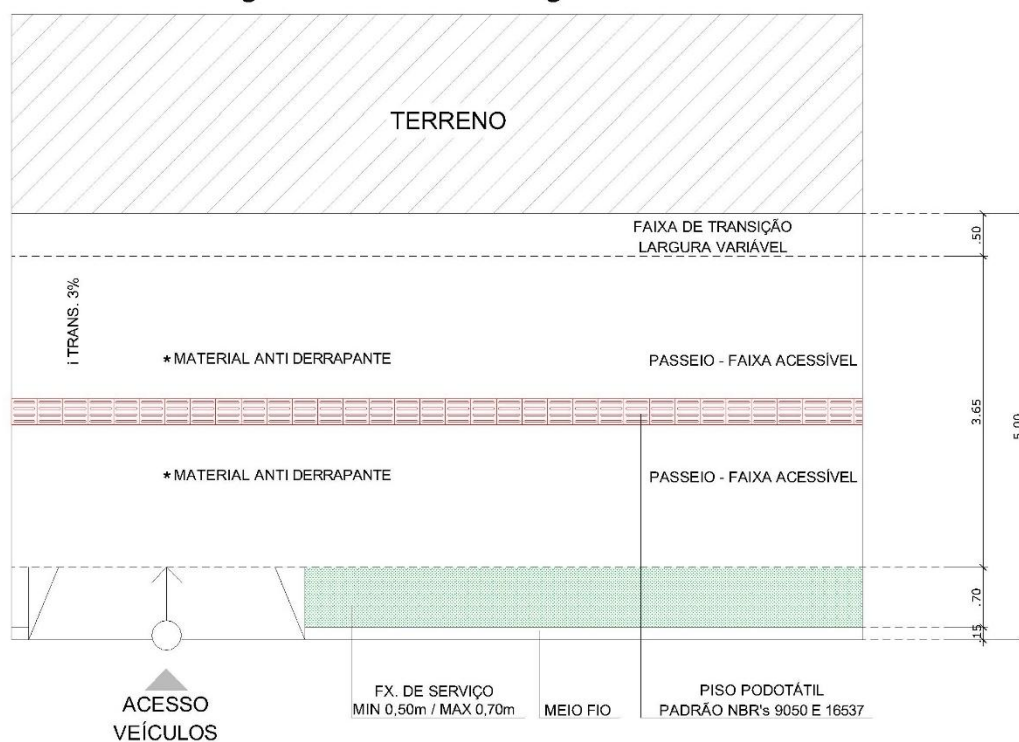 TERRENO
FAIXA DE TRANSIÇÃO
LARGURA VARIÁVEL
.50
i TRANS. 3%
* MATERIAL ANTI DERRAPANTE
PASSEIO - FAIXA ACESSÍVEL
3.65
5.00
* MATERIAL ANTI DERRAPANTE
PASSEIO - FAIXA ACESSÍVEL
.70
.15
ACESSO
VEÍCULOS
FX. DE SERVIÇO
MIN 0,50m / MAX 0,70m
MEIO FIO
PISO PODOTÁTIL
PADRÃO NBR's 9050 E 16537